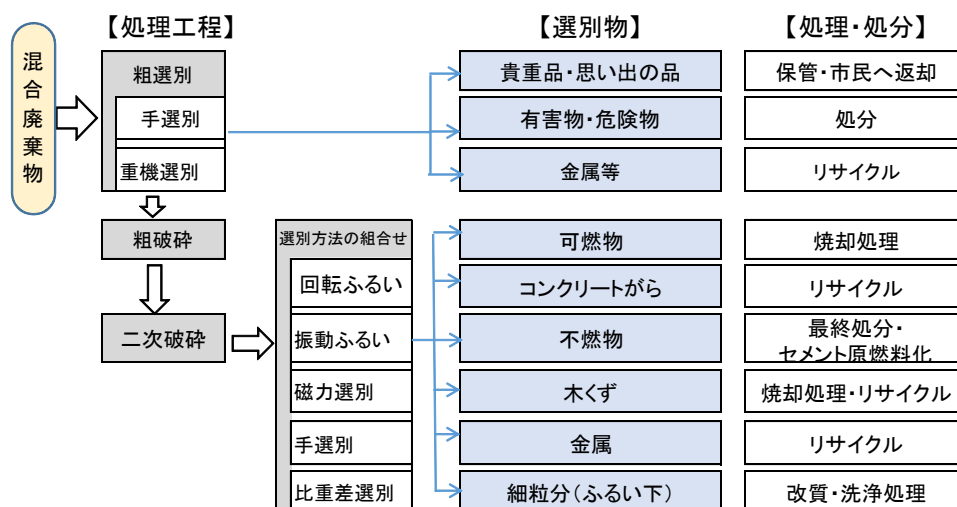 【処理工程】
【選別物】
【処理・処分】
混合廃棄物
粗選別
手選別
重機選別
貴重品・思い出の品
保管・市民へ返却
有害物・危険物
処分
金属等
リサイクル
粗破砕
二次破砕
選別方法の組合せ
回転ふるい
振動ふるい
磁力選別
手選別
比重差選別
可燃物
焼却処理
コンクリートがら
リサイクル
不燃物
最終処分・
セメント原燃料化
木くず
焼却処理・リサイクル
金属
リサイクル
細粒分(ふるい下)
改質・洗浄処理